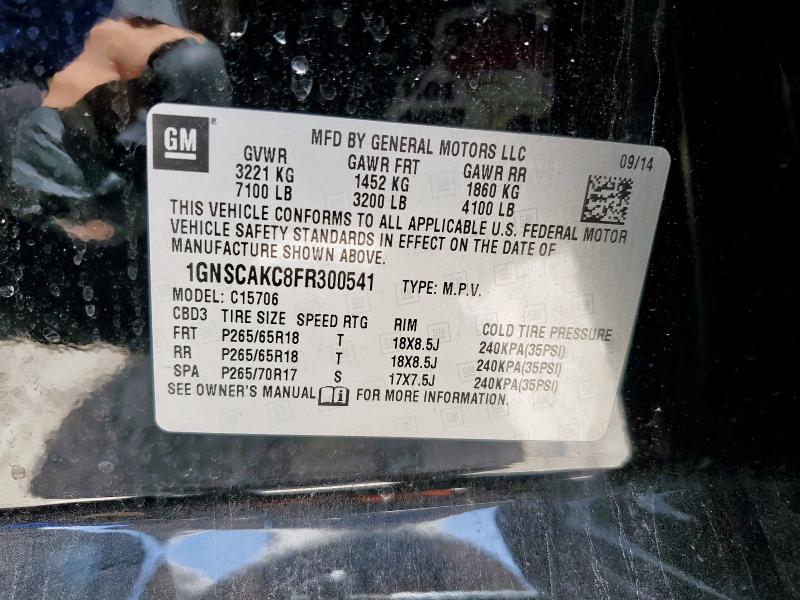 GM
MFD BY GENERAL MOTORS LLC
09/14
GVWR GAWR FRT GAWR RR
3221 KG 1452 KG 1860 KG
7100 LB 3200 LB 4100 LB
THIS VEHICLE CONFORMS TO ALL APPLICABLE U.S. FEDERAL MOTOR
VEHICLE SAFETY STANDARDS IN EFFECT ON THE DATE OF
MANUFACTURE SHOWN ABOVE.
1GNSCAKC8FR300541 TYPE: M.P.V.
MODEL: C15706
CBD3 TIRE SIZE SPEED RTG RIM COLD TIRE PRESSURE
FRT P265/65R18 T 18X8.5J 240KPA(35PSI)
RR P265/65R18 T 18X8.5J 240KPA(35PSI)
SPA P265/70R17 S 17X7.5J 240KPA(35PSI)
SEE OWNER'S MANUAL i FOR MORE INFORMATION.